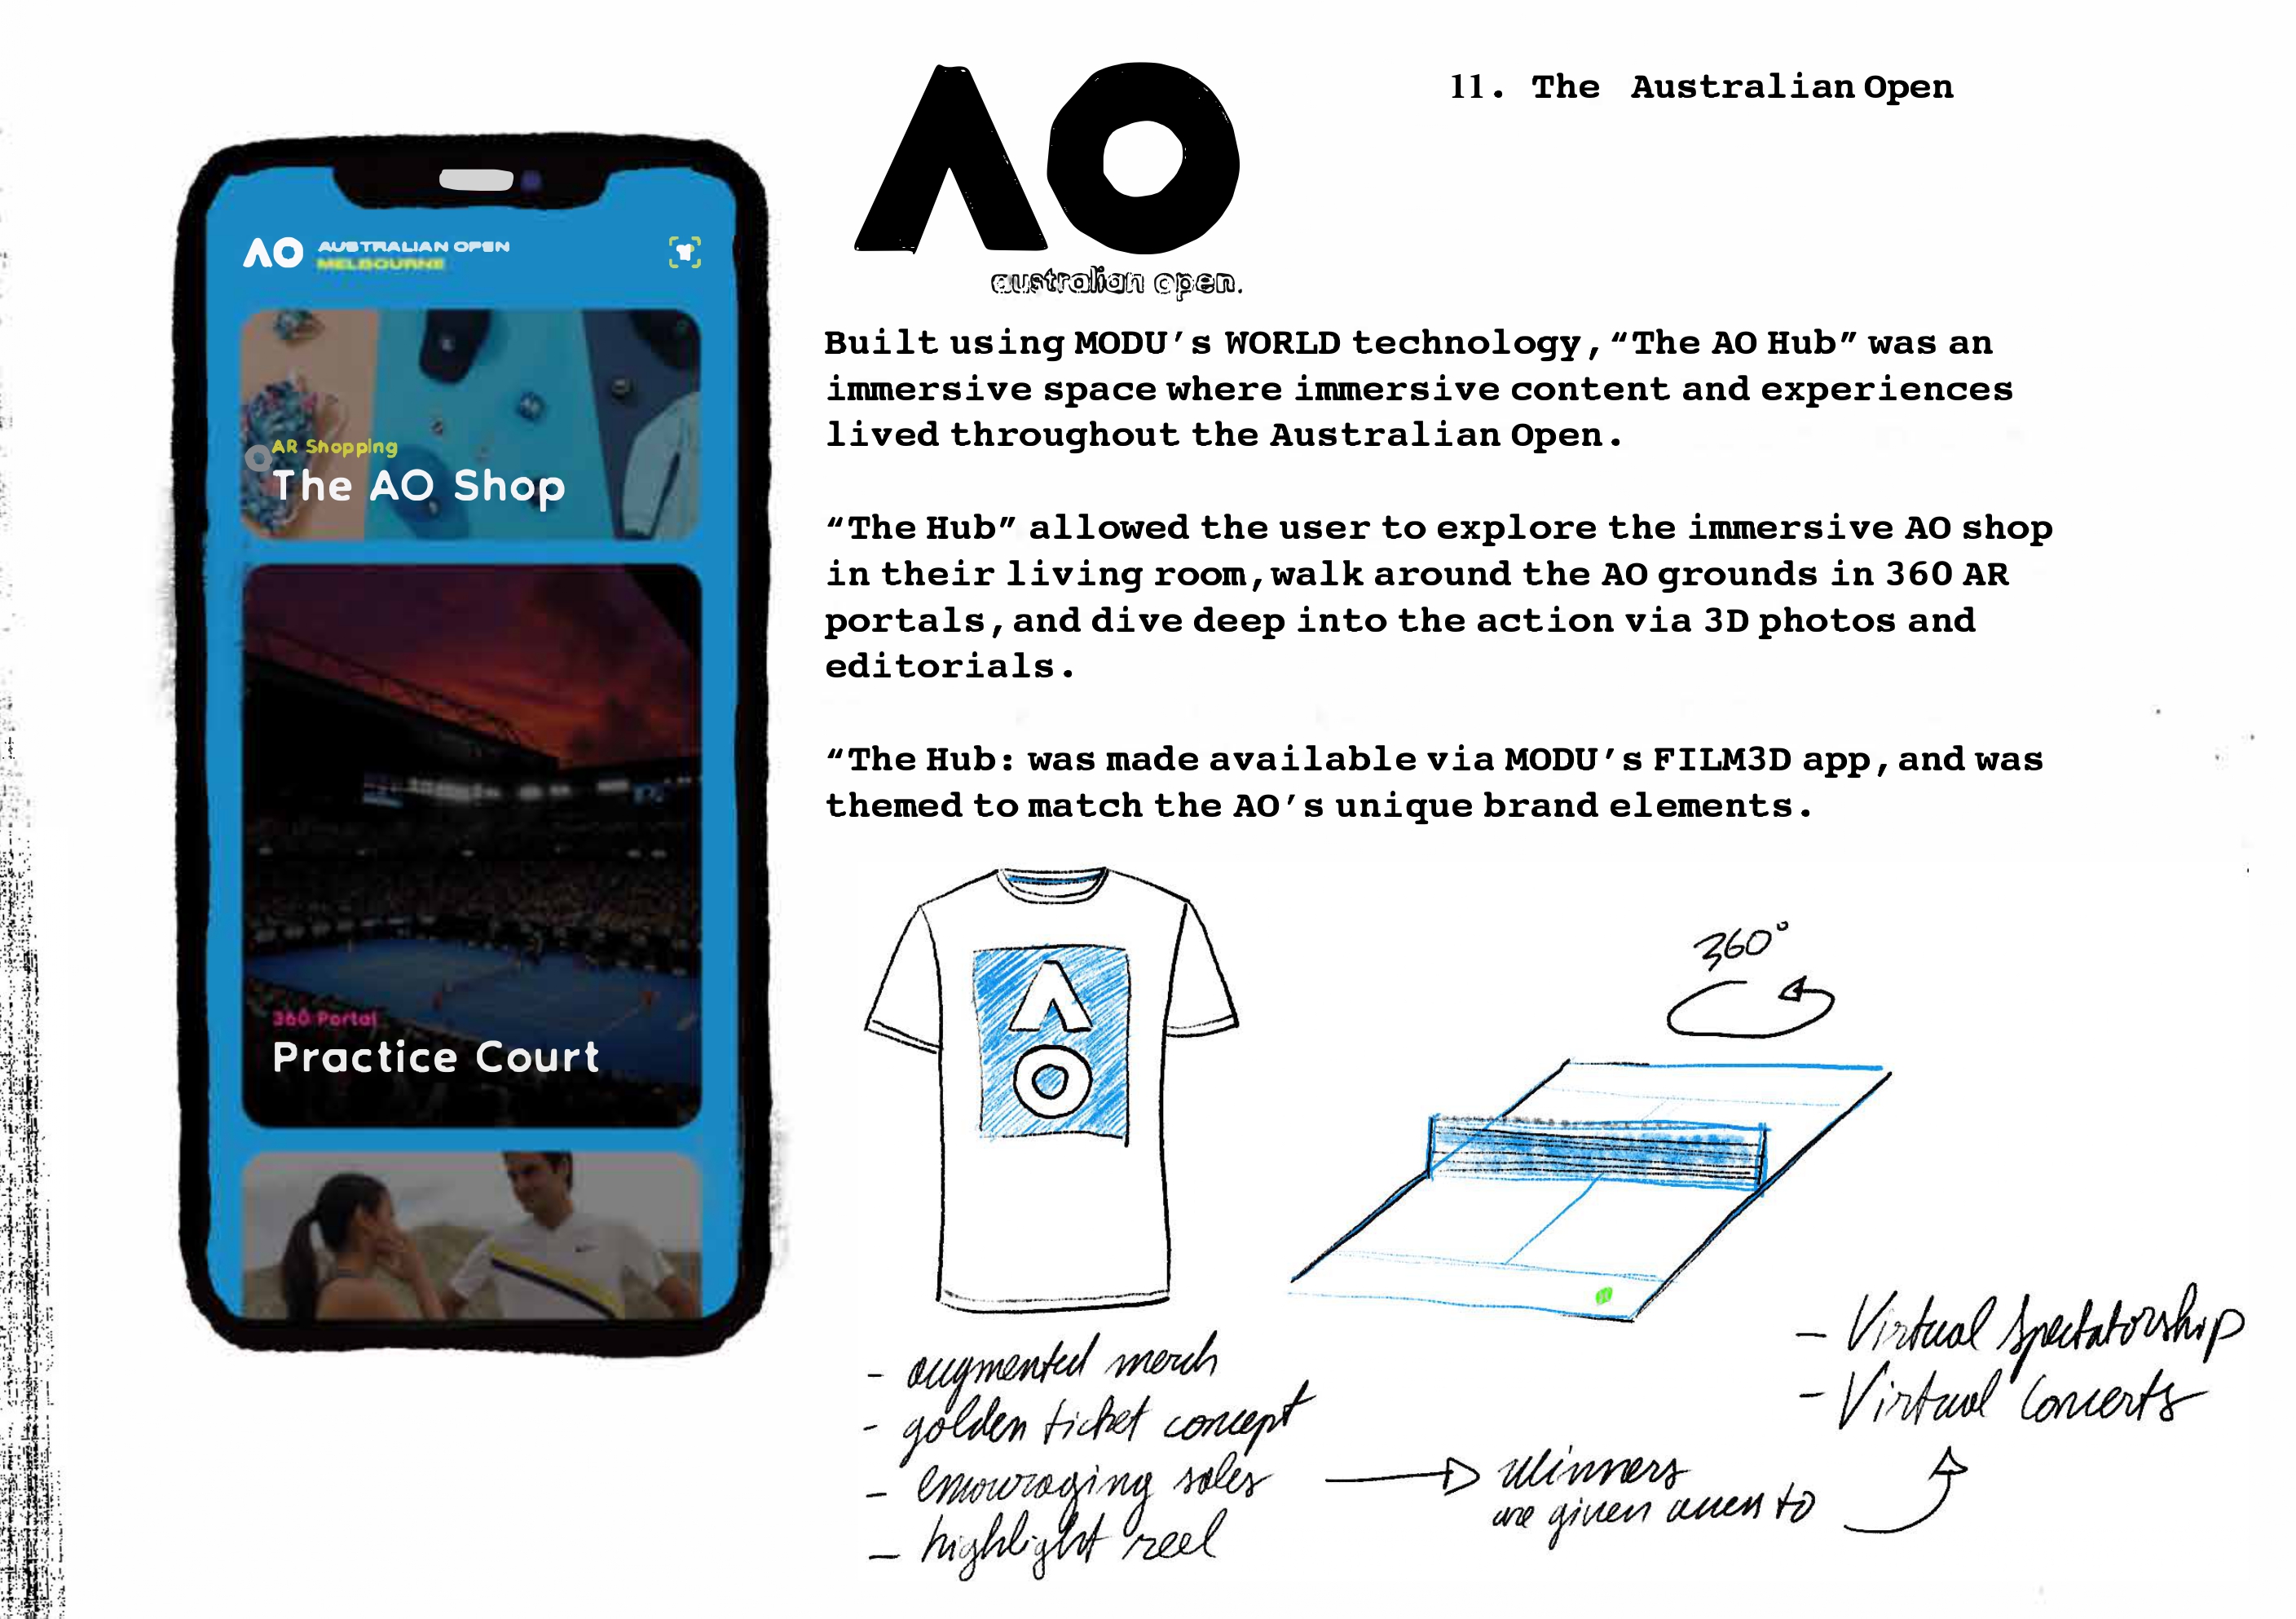 11. The Australian Open
AO
australian open.
AO AUSTRALIAN OPEN
MELBOURNE
AR Shopping
The AO Shop
360 Portal
Practice Court
Built using MODU's WORLD technology, “The AO Hub” was an
immersive space where immersive content and experiences
lived throughout the Australian Open.
“The Hub” allowed the user to explore the immersive AO shop
in their living room, walk around the AO grounds in 360 AR
portals, and dive deep into the action via 3D photos and
editorials.
“The Hub: was made available via MODU's FILM3D app, and was
themed to match the AO's unique brand elements.
A
O
360°
- augmented merch
- golden ticket concept
- encouraging sales
- highlight reel
winners
are given access to
- Virtual Spectatorship
- Virtual Concerts